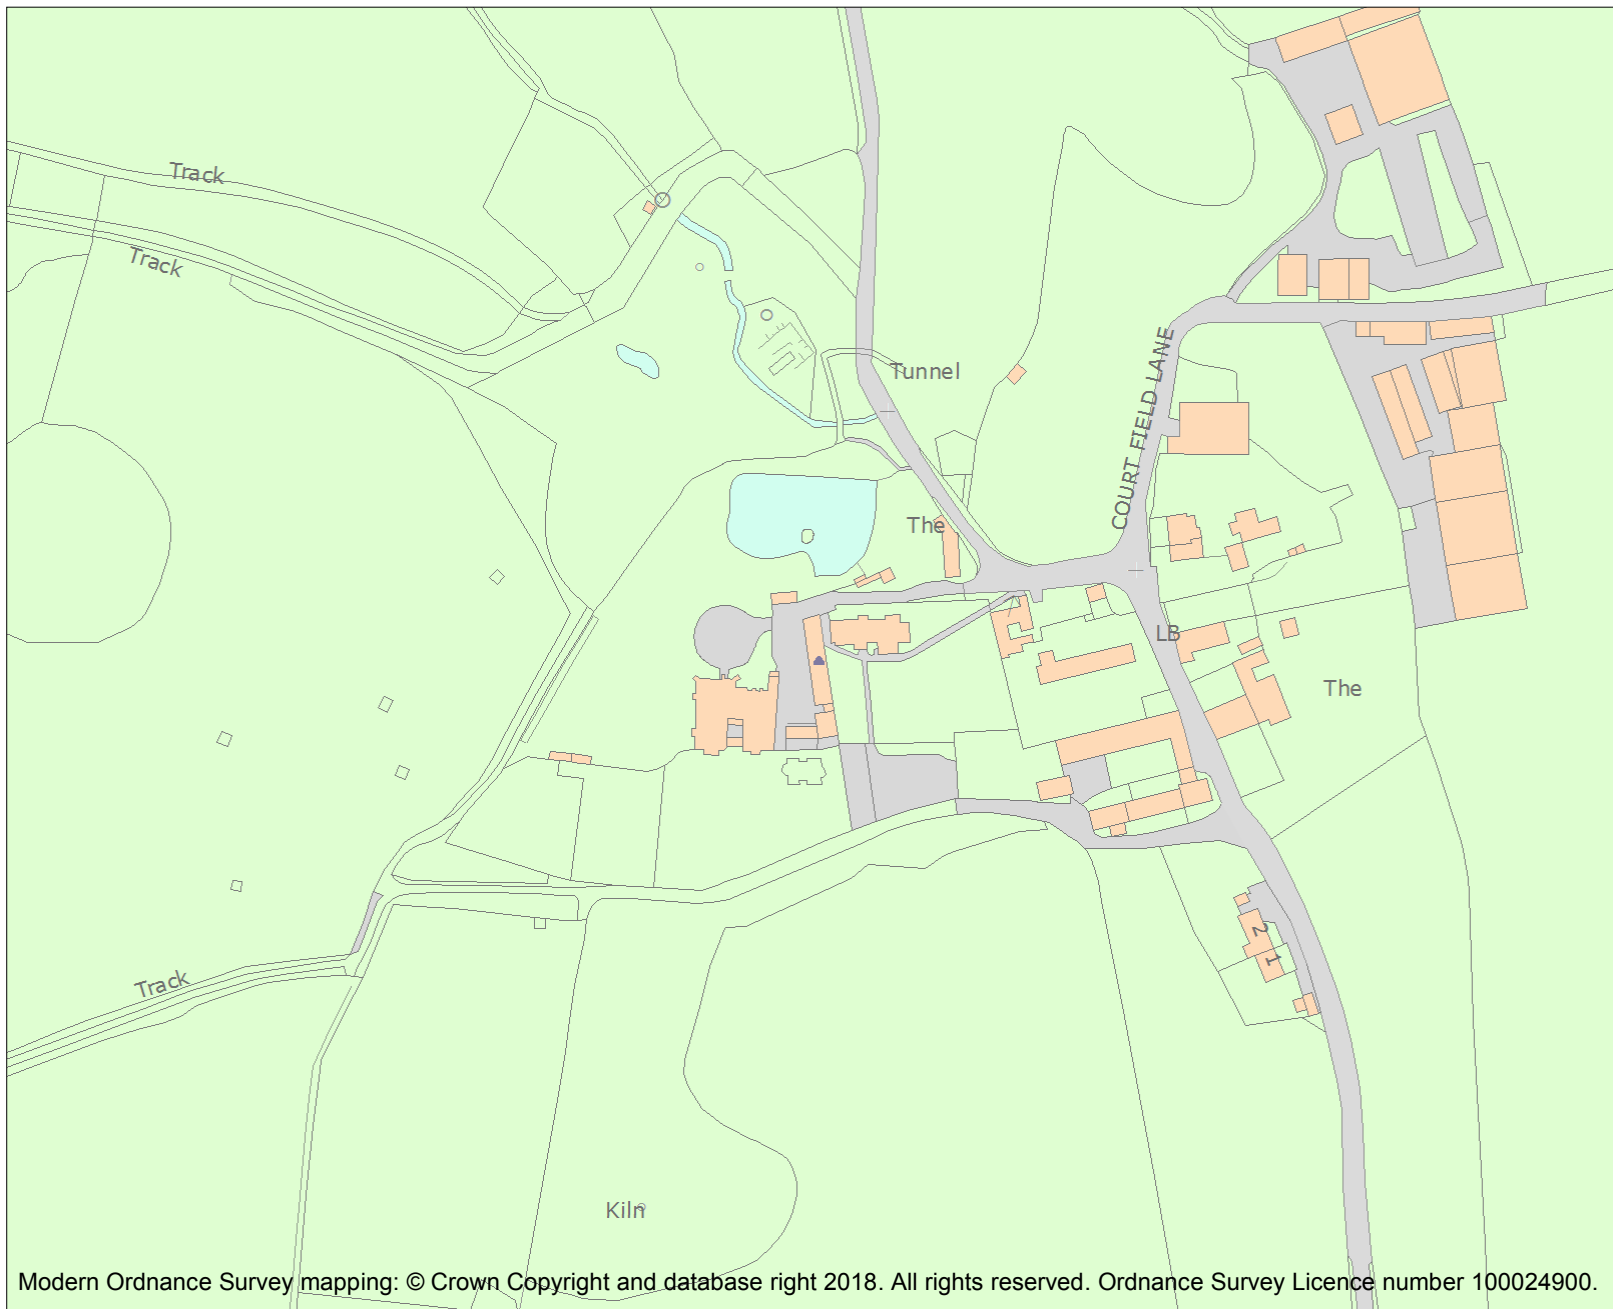 Track
Track
COURT FIELD LANE
Tunnel
The
LB
The
2
1
Track
Kiln
Modern Ordnance Survey mapping: © Crown Copyright and database right 2018. All rights reserved. Ordnance Survey Licence number 100024900.